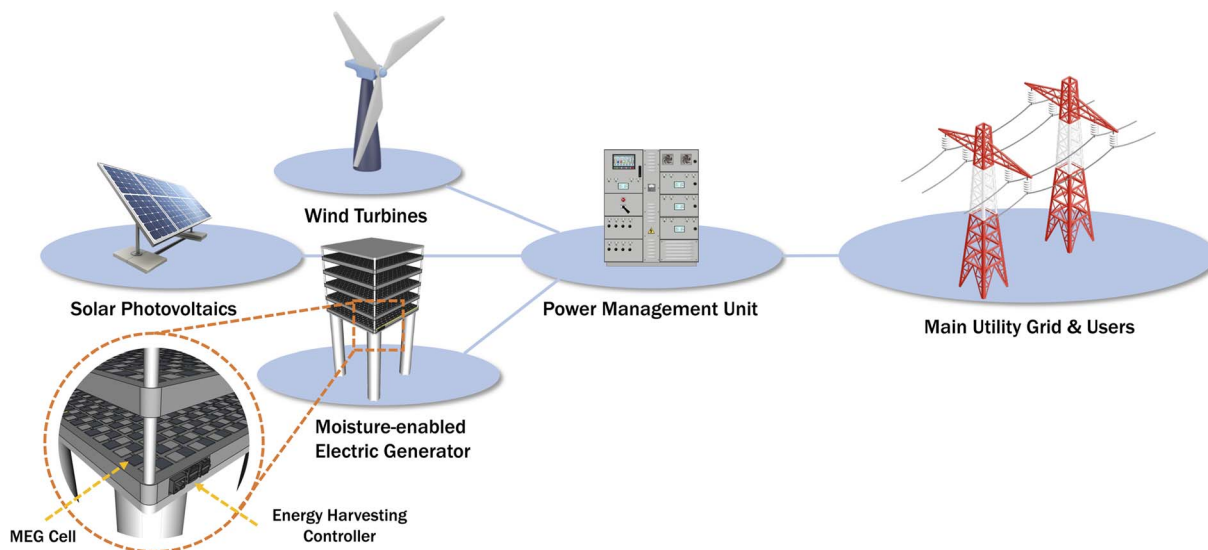 Wind Turbines
Solar Photovoltaics
Power Management Unit
Main Utility Grid & Users
Moisture-enabled
Electric Generator
MEG Cell
Energy Harvesting
Controller